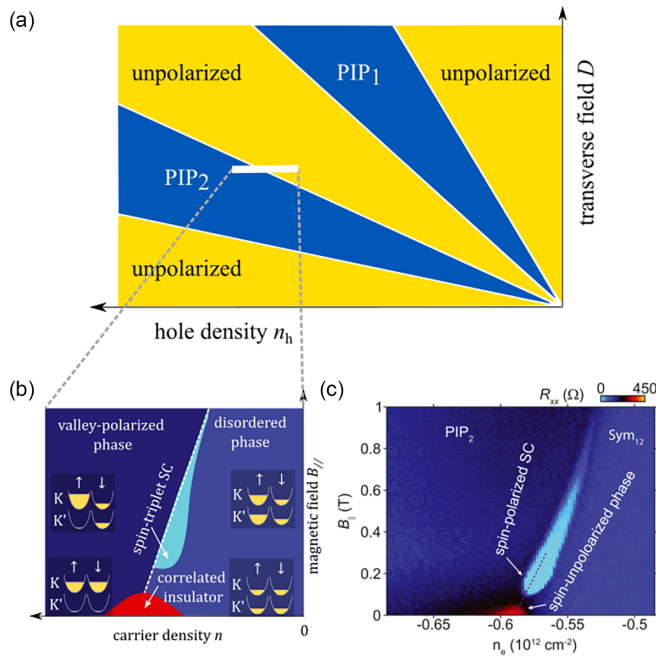 (a)
unpolarized
PIP1
unpolarized
PIP2
unpolarized
transverse field D
hole density nh
(b)
valley-polarized
phase
disordered
phase
spin-triplet SC
↑ ↓
K
K'
↑ ↓
K
K'
↑ ↓
K
K'
↑ ↓
K
K'
correlated
insulator
magnetic field B//
carrier density n
0
(c)
Rxx (Ω)
0 450
PIP2
Sym12
spin-polarized SC
spin-unpoloarized phase
B∥ (T)
1
0.8
0.6
0.4
0.2
0
-0.65 -0.6 -0.55 -0.5
ne (10^12 cm-2)